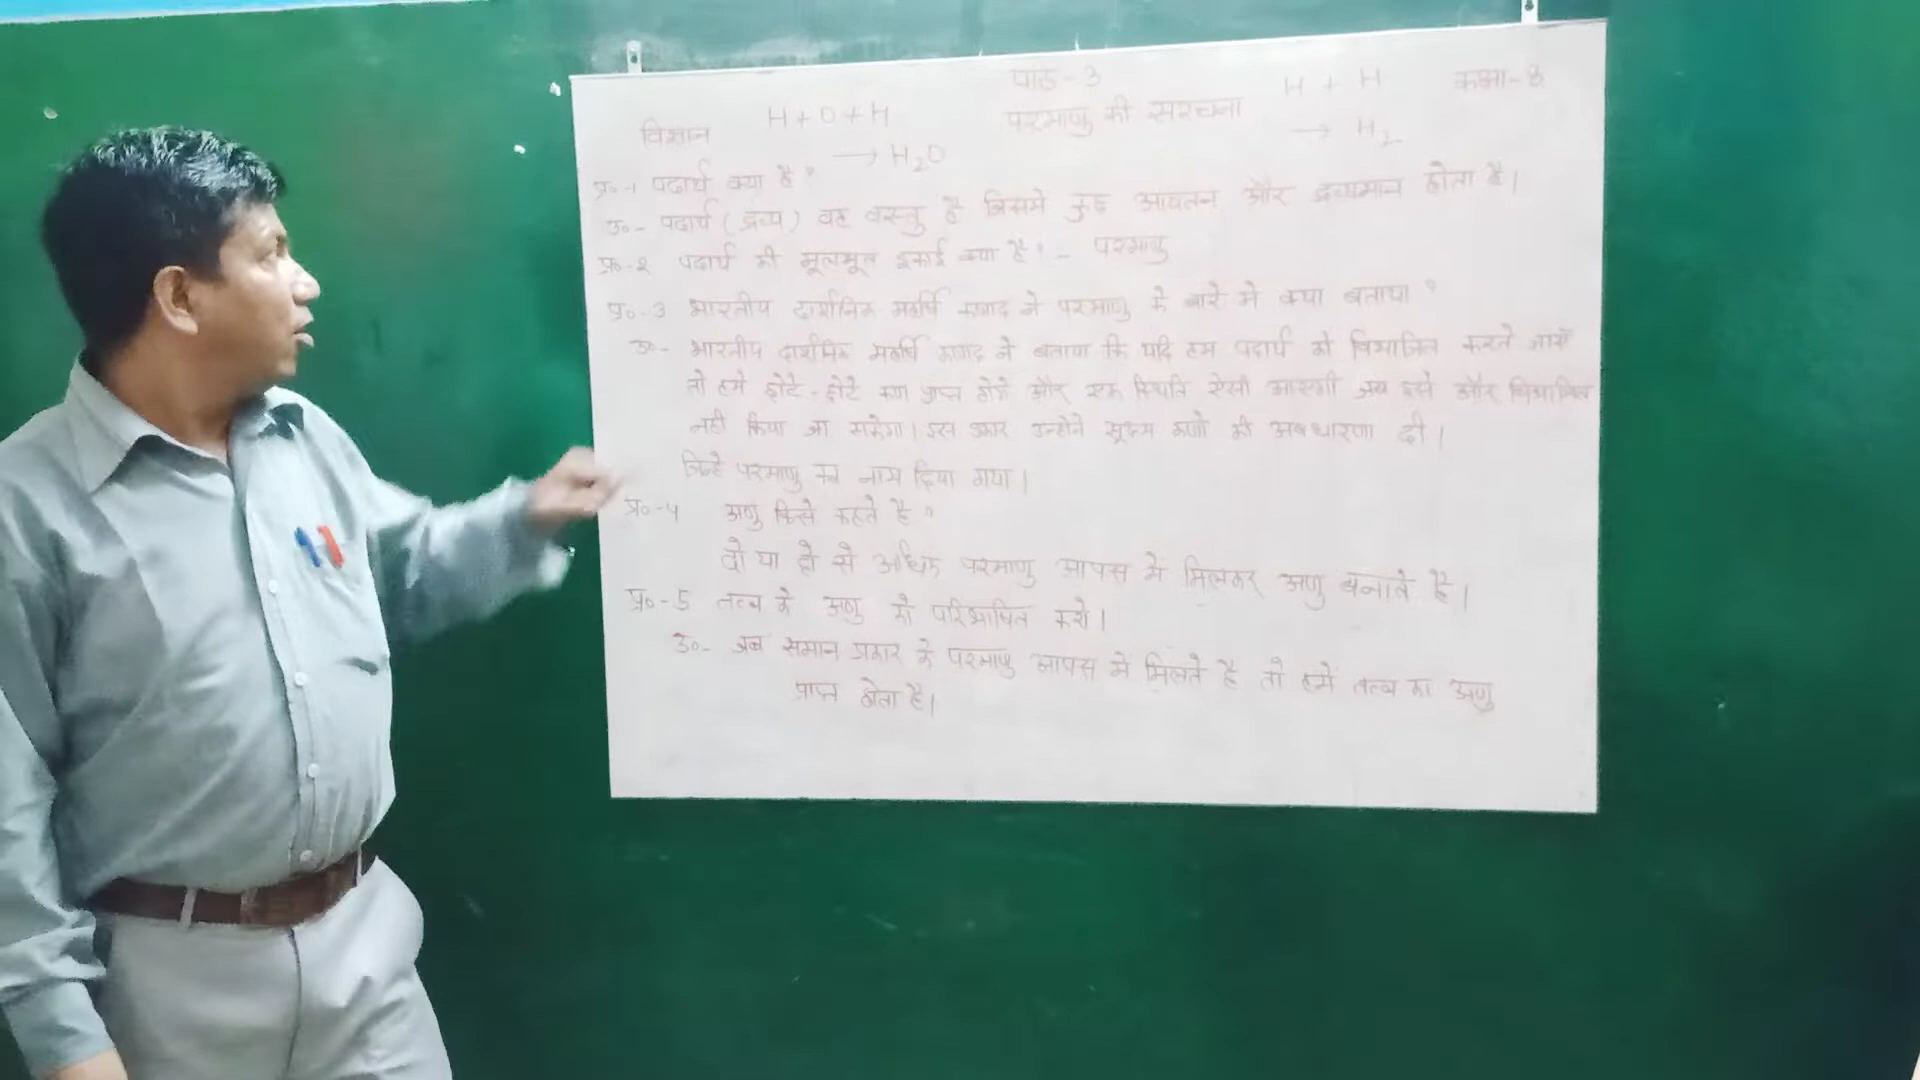 पाठ-3
H + H
कक्षा-8
विज्ञान
H+O+H
परमाणु की सरंचना
→ H2O
→ H2
प्र०-1 पदार्थ क्या है?
उ०- पदार्थ (द्रव्य) वह वस्तु है जिसमे कुछ आयतन और द्रव्यमान होता है।
प्र०-2 पदार्थ की मूलभूत इकाई क्या है? - परमाणु
प्र०-3 भारतीय दार्शनिक महर्षि कणाद ने परमाणु के बारे मे क्या बताया?
उ०- भारतीय दार्शनिक महर्षि कणाद ने बताया कि यदि हम पदार्थ को विभाजित करते जाएँ
तो हमे छोटे-छोटे कण प्राप्त होगे और एक स्थिति ऐसी आएगी जब इसे और विभाजित
नही किया जा सकेगा। इस प्रकार उन्होने सूक्ष्म कणो की अवधारणा दी।
जिन्हे परमाणु का नाम दिया गया।
प्र०-4 अणु किसे कहते है?
दो या दो से अधिक परमाणु आपस मे मिलकर अणु बनाते है।
प्र०-5 तत्व के अणु को परिभाषित करो।
उ०- जब समान प्रकार के परमाणु आपस में मिलते है तो हमें तत्व का अणु
प्राप्त होता है।